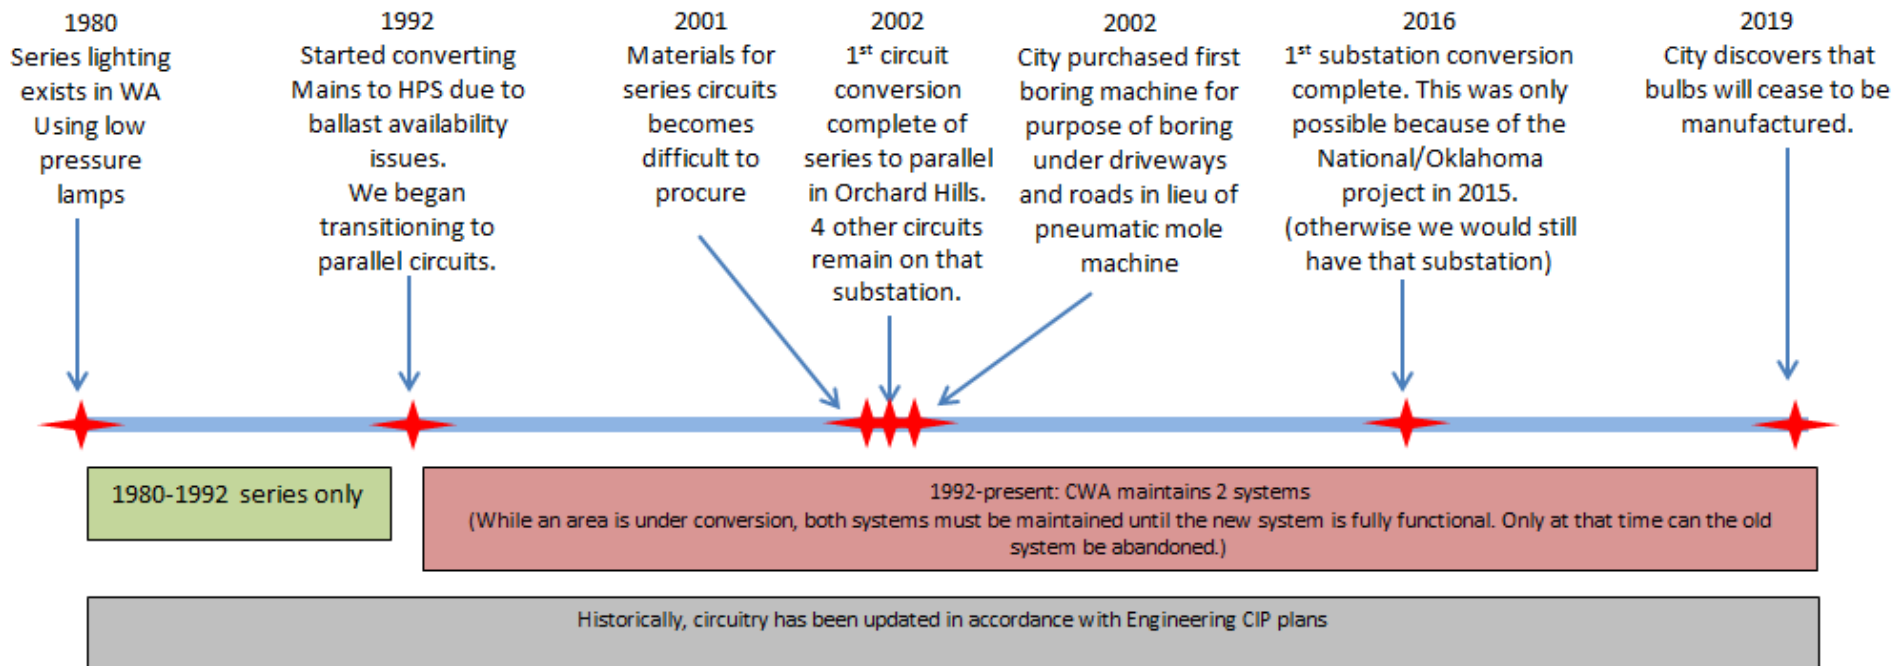 1980
Series lighting
exists in WA
Using low
pressure
lamps
1992
Started converting
Mains to HPS due to
ballast availability
issues.
We began
transitioning to
parallel circuits.
2001
Materials for
series circuits
becomes
difficult to
procure
2002
1st circuit
conversion
complete of
series to parallel
in Orchard Hills.
4 other circuits
remain on that
substation.
2002
City purchased first
boring machine for
purpose of boring
under driveways
and roads in lieu of
pneumatic mole
machine
2016
1st substation conversion
complete. This was only
possible because of the
National/Oklahoma
project in 2015.
(otherwise we would still
have that substation)
2019
City discovers that
bulbs will cease to be
manufactured.
1980-1992 series only
1992-present: CWA maintains 2 systems
(While an area is under conversion, both systems must be maintained until the new system is fully functional. Only at that time can the old
system be abandoned.)
Historically, circuitry has been updated in accordance with Engineering CIP plans